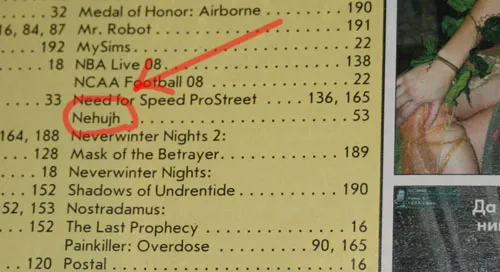 . . . . . 32 Medal of Honor: Airborne . . . . . . . . . . 190
16, 84, 87 Mr. Robot . . . . . . . . . . . . . . . . . . . . . . . 191
. . . . 192 MySims . . . . . . . . . . . . . . . . . . . . . . . . . 22
. . . . . 18 NBA Live 08 . . . . . . . . . . . . . . . . . . . . . 138
NCAA Football 08 . . . . . . . . . . . . . . . . . 22
. . . . . 33 Need for Speed ProStreet . . . . . . 136, 165
Nehujh . . . . . . . . . . . . . . . . . . . . . . . . . . 53
164, 188 Neverwinter Nights 2:
. . . . 128 Mask of the Betrayer . . . . . . . . . . . . . 189
. . . . . 18 Neverwinter Nights:
. . . . 152 Shadows of Undrentide . . . . . . . . . . . 190
52, 153 Nostradamus:
. . . . 152 The Last Prophecy . . . . . . . . . . . . . . . . . 16
Painkiller: Overdose . . . . . . . . . . . . 90, 165
. . . 120 Postal . . . . . . . . . . . . . . . . . . . . . . . . . . . 16
Да
ни